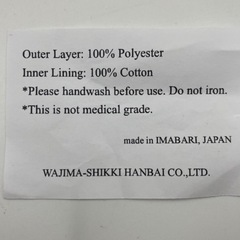 Outer Layer: 100% Polyester
Inner Lining: 100% Cotton
*Please handwash before use. Do not iron.
*This is not medical grade.
made in IMABARI, JAPAN
WAJIMA-SHIKKI HANBAI CO.,LTD.